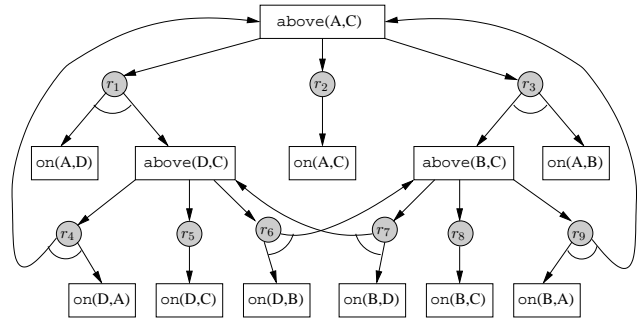 above(A,C)
r1 r2 r3
on(A,D) above(D,C) on(A,C) above(B,C) on(A,B)
r4 r5 r6 r7 r8 r9
on(D,A) on(D,C) on(D,B) on(B,D) on(B,C) on(B,A)